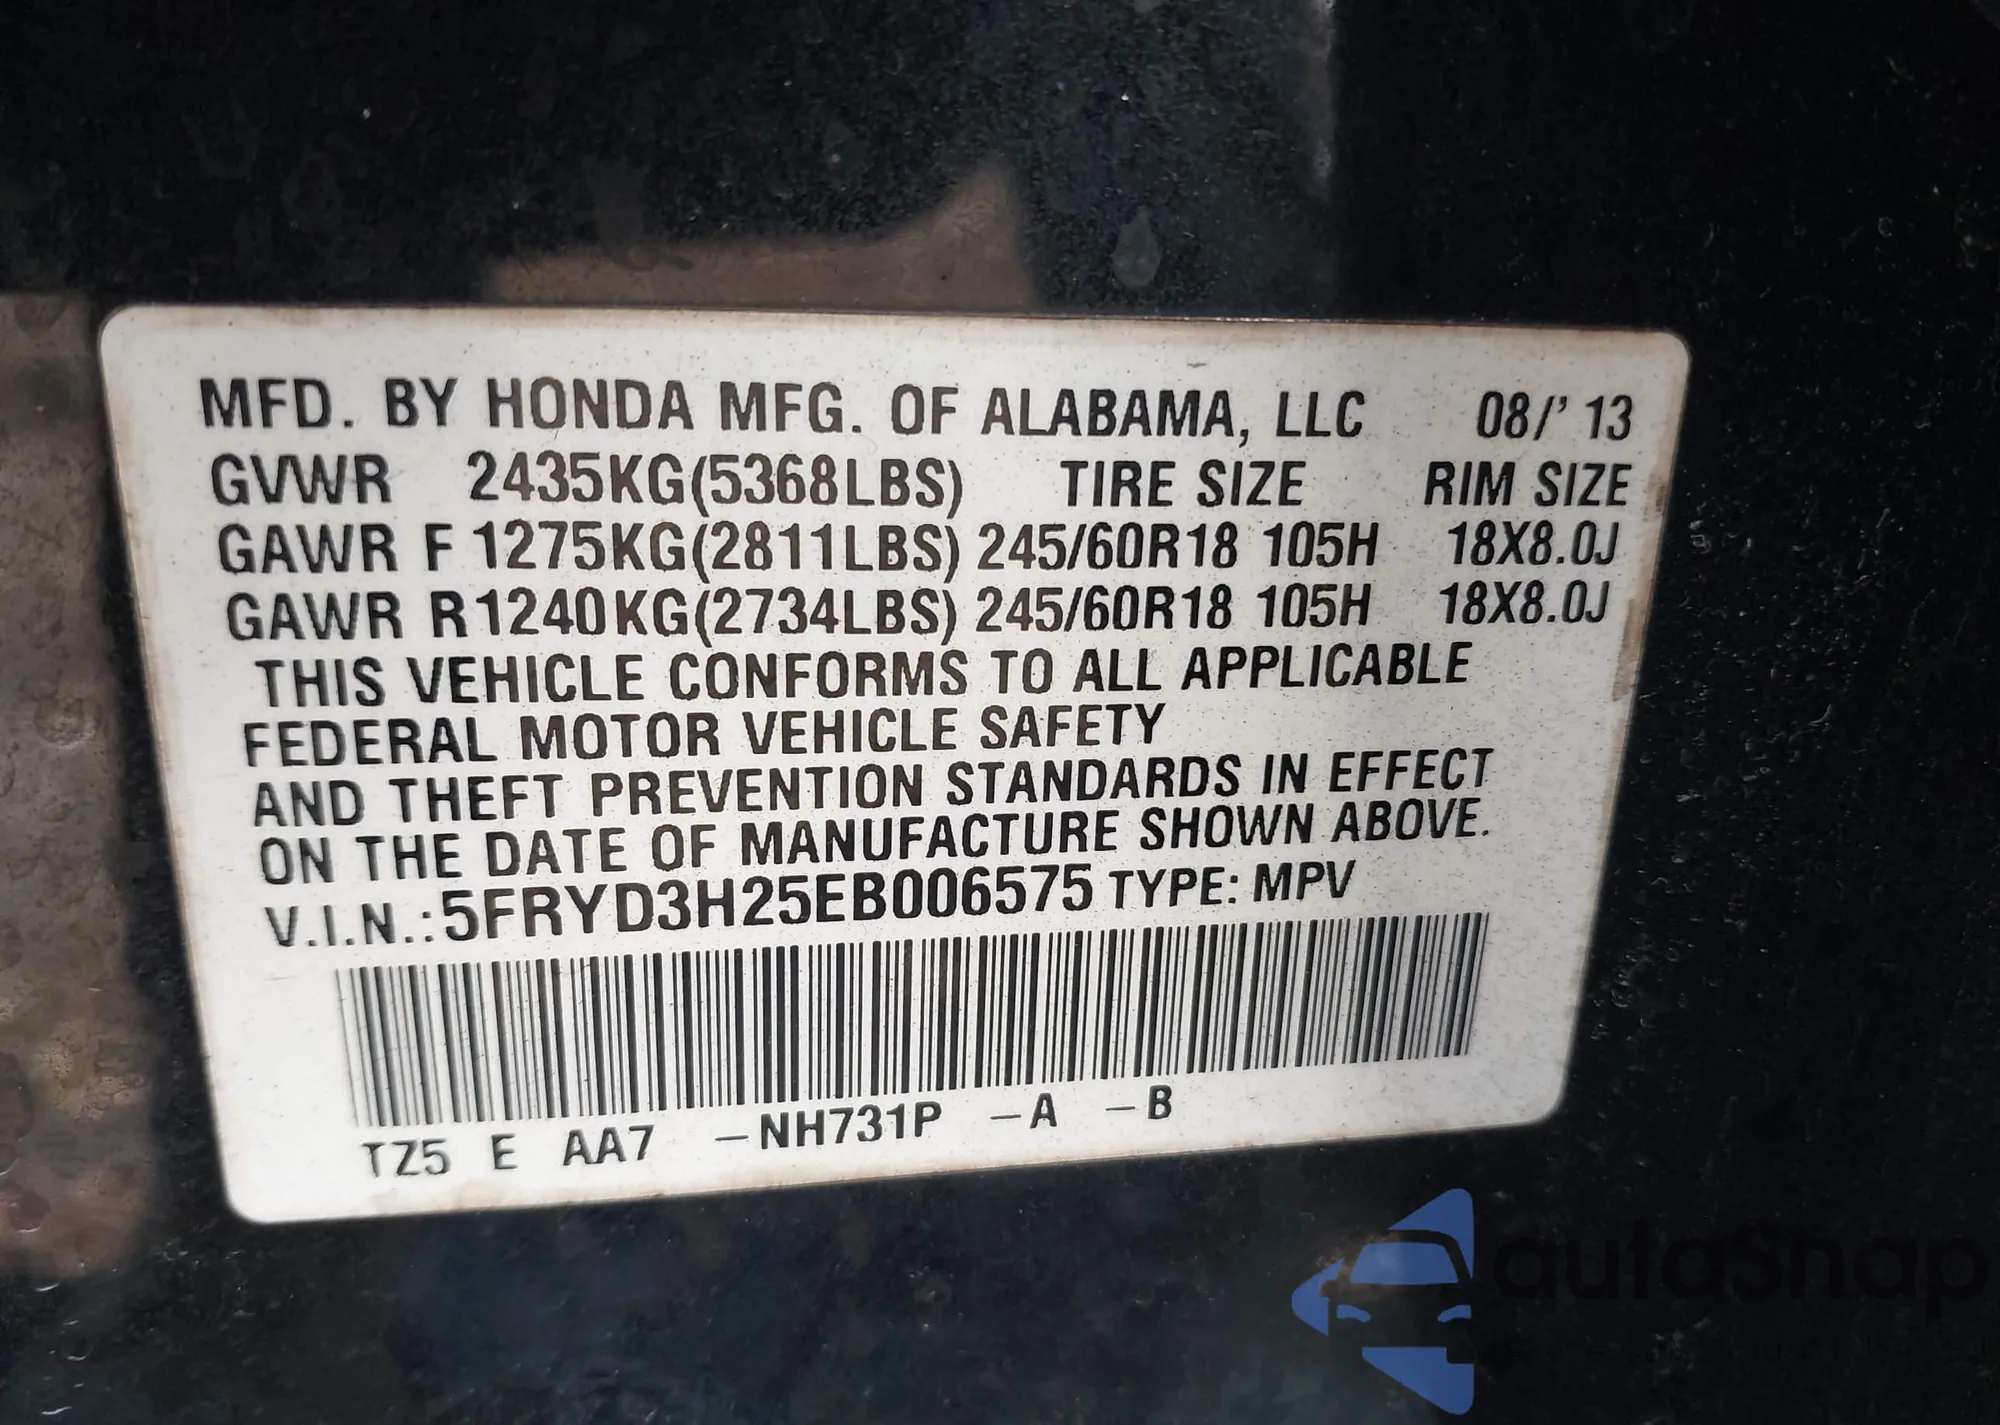 MFD. BY HONDA MFG. OF ALABAMA, LLC 08/'13
GVWR 2435KG(5368LBS) TIRE SIZE RIM SIZE
GAWR F 1275KG(2811LBS) 245/60R18 105H 18X8.0J
GAWR R 1240KG(2734LBS) 245/60R18 105H 18X8.0J
THIS VEHICLE CONFORMS TO ALL APPLICABLE
FEDERAL MOTOR VEHICLE SAFETY
AND THEFT PREVENTION STANDARDS IN EFFECT
ON THE DATE OF MANUFACTURE SHOWN ABOVE.
V.I.N.:5FRYD3H25EB006575 TYPE: MPV
TZ5 E AA7 -NH731P -A -B
autaShap